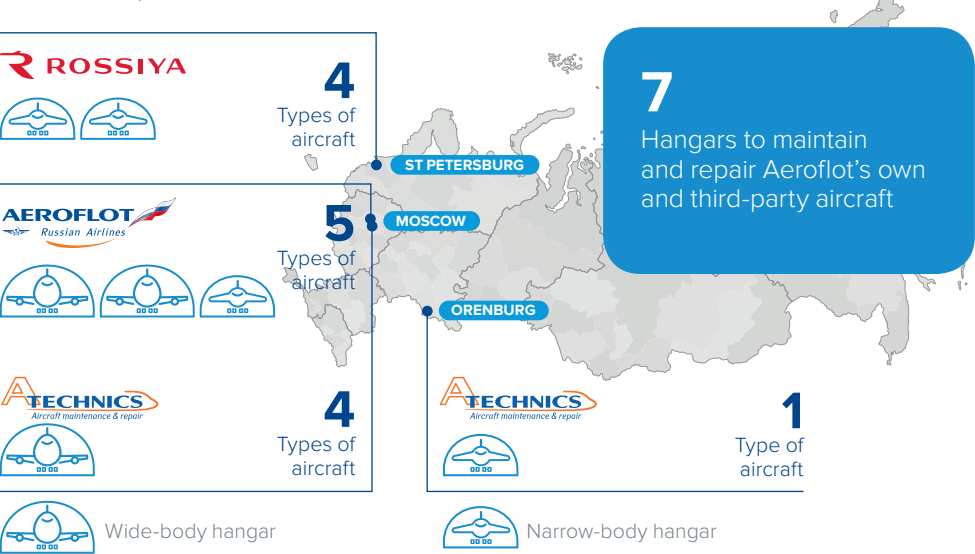 ROSSIYA
4
Types of
aircraft
7
Hangars to maintain
and repair Aeroflot's own
and third-party aircraft
ST PETERSBURG
AEROFLOT
Russian Airlines
5
Types of
aircraft
MOSCOW
ORENBURG
ATECHNICS
Aircraft maintenance & repair
4
Types of
aircraft
ATECHNICS
Aircraft maintenance & repair
1
Type of
aircraft
Wide-body hangar
Narrow-body hangar